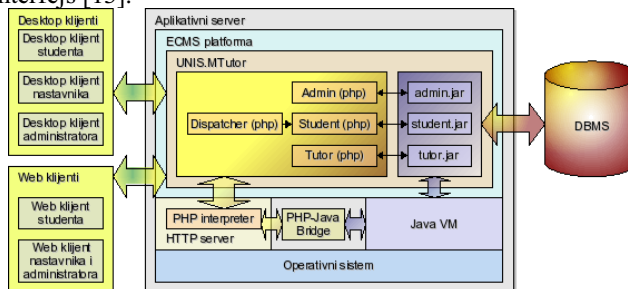 interfejs [15].
Desktop klijenti
Desktop klijent
studenta
Desktop klijent
nastavnika
Desktop klijent
administratora
Web klijenti
Web klijent
studenta
Web klijent
nastavnika i
administratora
Aplikativni server
ECMS platforma
UNIS.MTutor
Dispatcher (php)
Admin (php)
Student (php)
Tutor (php)
admin.jar
student.jar
tutor.jar
PHP interpreter
HTTP server
PHP-Java
Bridge
Java VM
Operativni sistem
DBMS